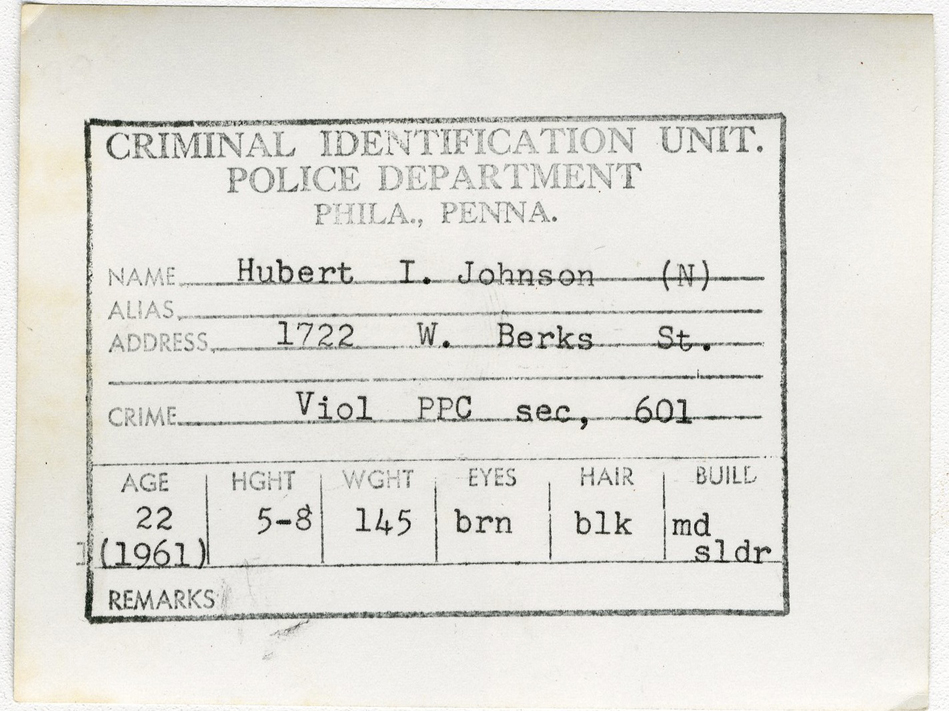 CRIMINAL IDENTIFICATION UNIT.
POLICE DEPARTMENT
PHILA., PENNA.
NAME Hubert I. Johnson (N)
ALIAS
ADDRESS 1722 W. Berks St.
CRIME Viol PPC sec, 601
AGE HGHT WGHT EYES HAIR BUILD
22 5-8 145 brn blk md
(1961) sldr
REMARKS